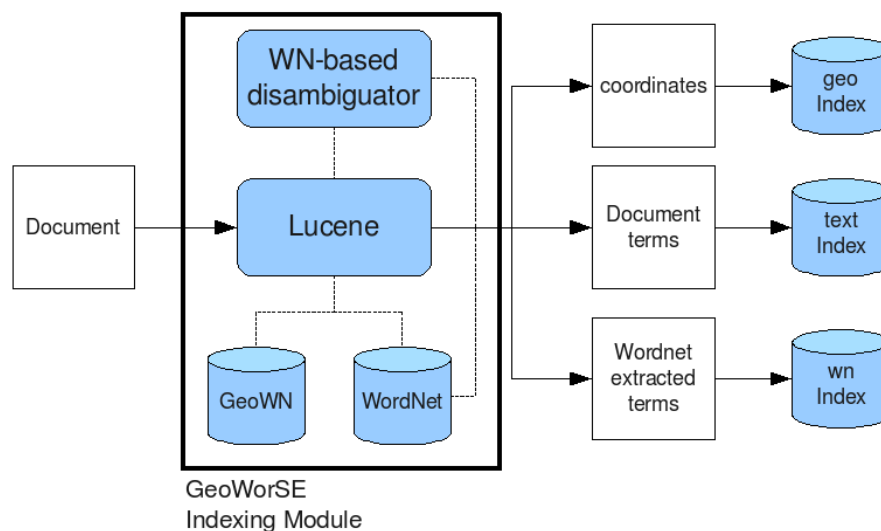 WN-based
disambiguator
coordinates
geo
Index
Document
Lucene
Document
terms
text
Index
GeoWN
WordNet
Wordnet
extracted
terms
wn
Index
GeoWorSE
Indexing Module